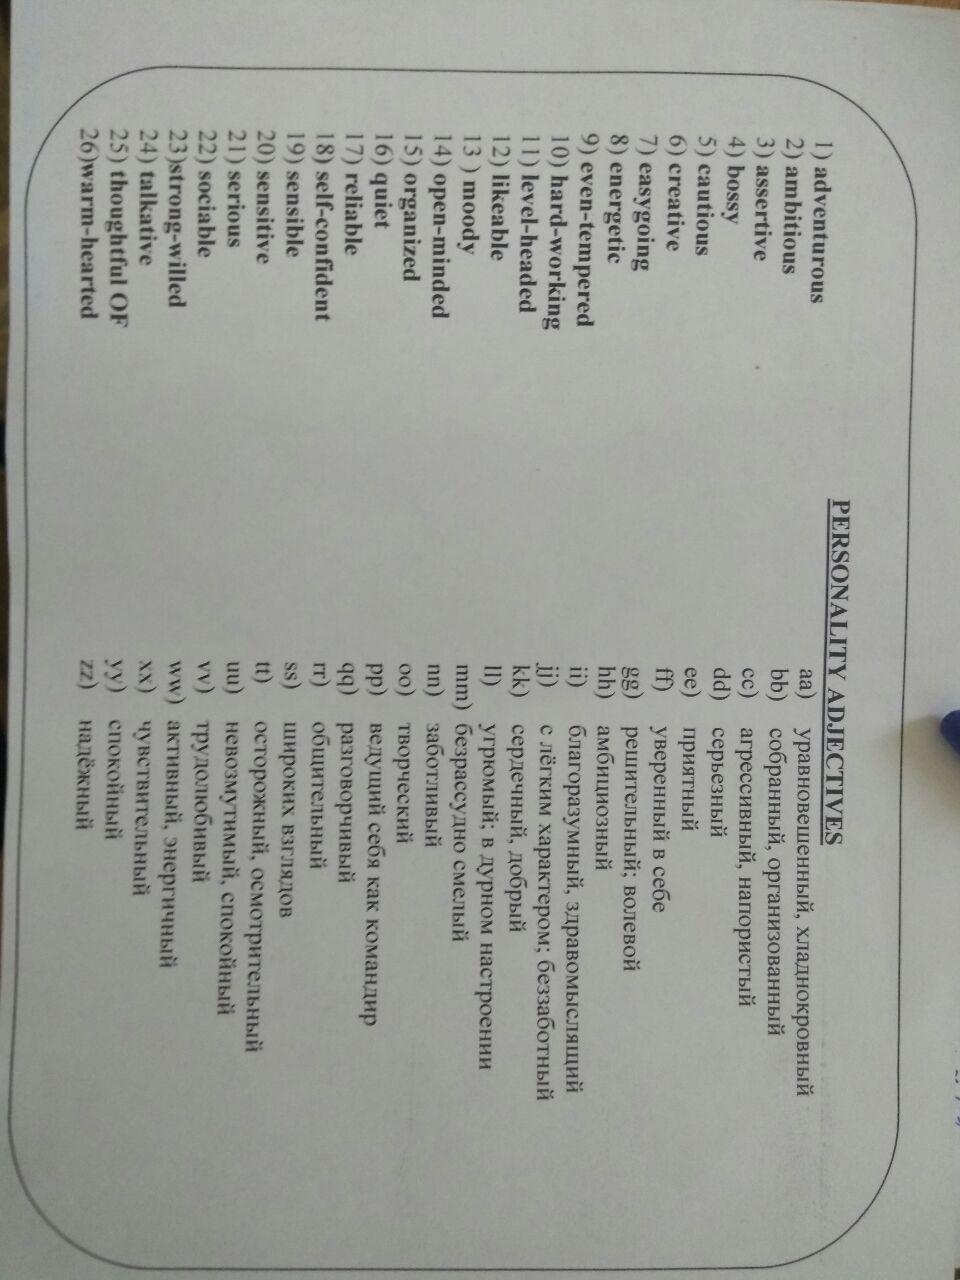 PERSONALITY ADJECTIVES
1) adventurous
2) ambitious
3) assertive
4) bossy
5) cautious
6) creative
7) easygoing
8) energetic
9) even-tempered
10) hard-working
11) level-headed
12) likeable
13 ) moody
14) open-minded
15) organized
16) quiet
17) reliable
18) self-confident
19) sensible
20) sensitive
21) serious
22) sociable
23)strong-willed
24) talkative
25) thoughtful OF
26)warm-hearted
aa) уравновешенный, хладнокровный
bb) собранный, организованный
cc) агрессивный, напористый
dd) серьезный
ee) приятный
ff) уверенный в себе
gg) решительный; волевой
hh) амбициозный
ii) благоразумный, здравомыслящий
jj) с лёгким характером; беззаботный
kk) сердечный, добрый
ll) угрюмый; в дурном настроении
mm) безрассудно смелый
nn) заботливый
oo) творческий
pp) ведущий себя как командир
qq) разговорчивый
rr) общительный
ss) широких взглядов
tt) осторожный, осмотрительный
uu) невозмутимый, спокойный
vv) трудолюбивый
ww) активный, энергичный
xx) чувствительный
yy) спокойный
zz) надёжный